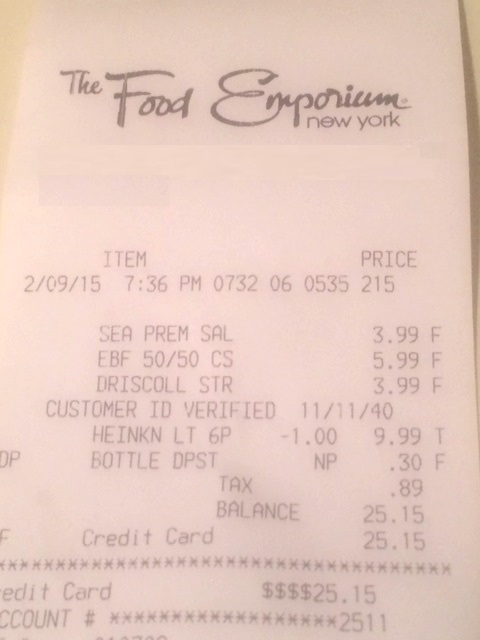 The Food Emporium
new york
ITEM PRICE
2/09/15 7:36 PM 0732 06 0535 215
SEA PREM SAL 3.99 F
EBF 50/50 CS 5.99 F
DRISCOLL STR 3.99 F
CUSTOMER ID VERIFIED 11/11/40
HEINKN LT 6P -1.00 9.99 T
DP BOTTLE DPST NP .30 F
TAX .89
BALANCE 25.15
F Credit Card 25.15
****************************************
edit Card $$$$25.15
CCOUNT # ******************2511